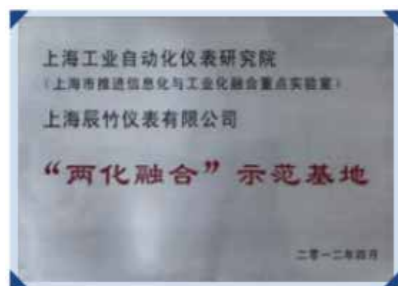 上海工业自动化仪表研究院
（上海市推进信息化与工业化融合重点实验室）
上海辰竹仪表有限公司
“两化融合”示范基地
二零一二年四月